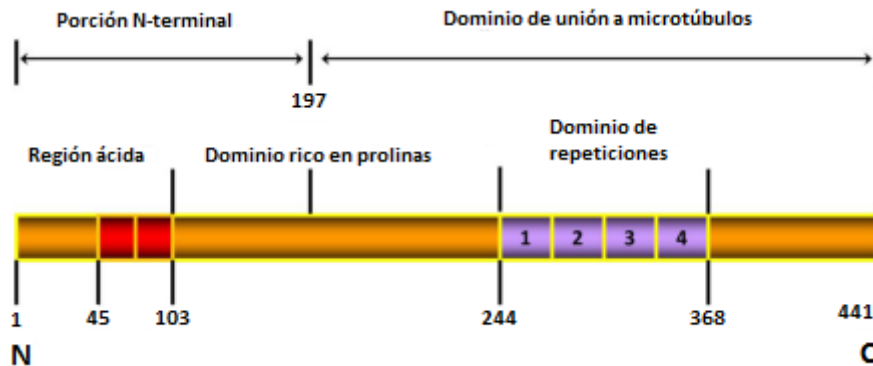 Porción N-terminal
Dominio de unión a microtúbulos
197
Región ácida
Dominio rico en prolinas
Dominio de
repeticiones
1 2 3 4
1 45 103 244 368 441
N C